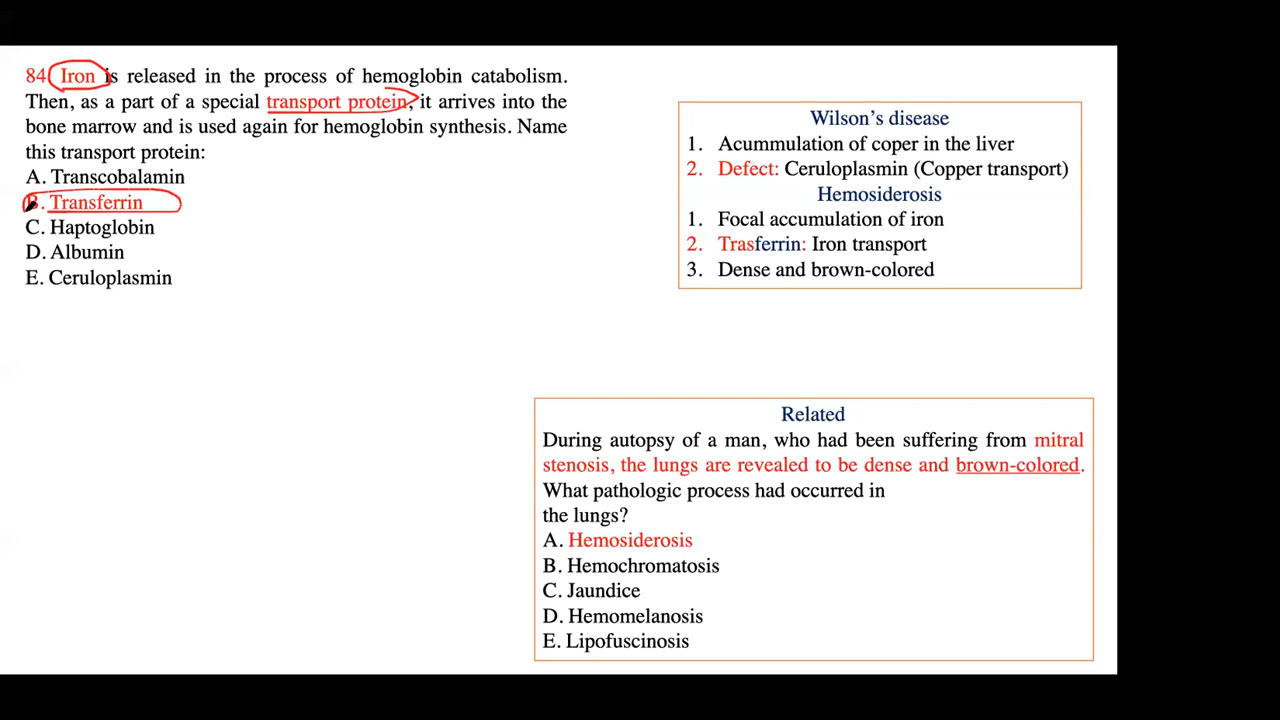 84. Iron is released in the process of hemoglobin catabolism.
Then, as a part of a special transport protein, it arrives into the
bone marrow and is used again for hemoglobin synthesis. Name
this transport protein:
A. Transcobalamin
B. Transferrin
C. Haptoglobin
D. Albumin
E. Ceruloplasmin
Wilson’s disease
1. Acummulation of coper in the liver
2. Defect: Ceruloplasmin (Copper transport)
Hemosiderosis
1. Focal accumulation of iron
2. Trasferrin: Iron transport
3. Dense and brown-colored
Related
During autopsy of a man, who had been suffering from mitral
stenosis, the lungs are revealed to be dense and brown-colored.
What pathologic process had occurred in
the lungs?
A. Hemosiderosis
B. Hemochromatosis
C. Jaundice
D. Hemomelanosis
E. Lipofuscinosis